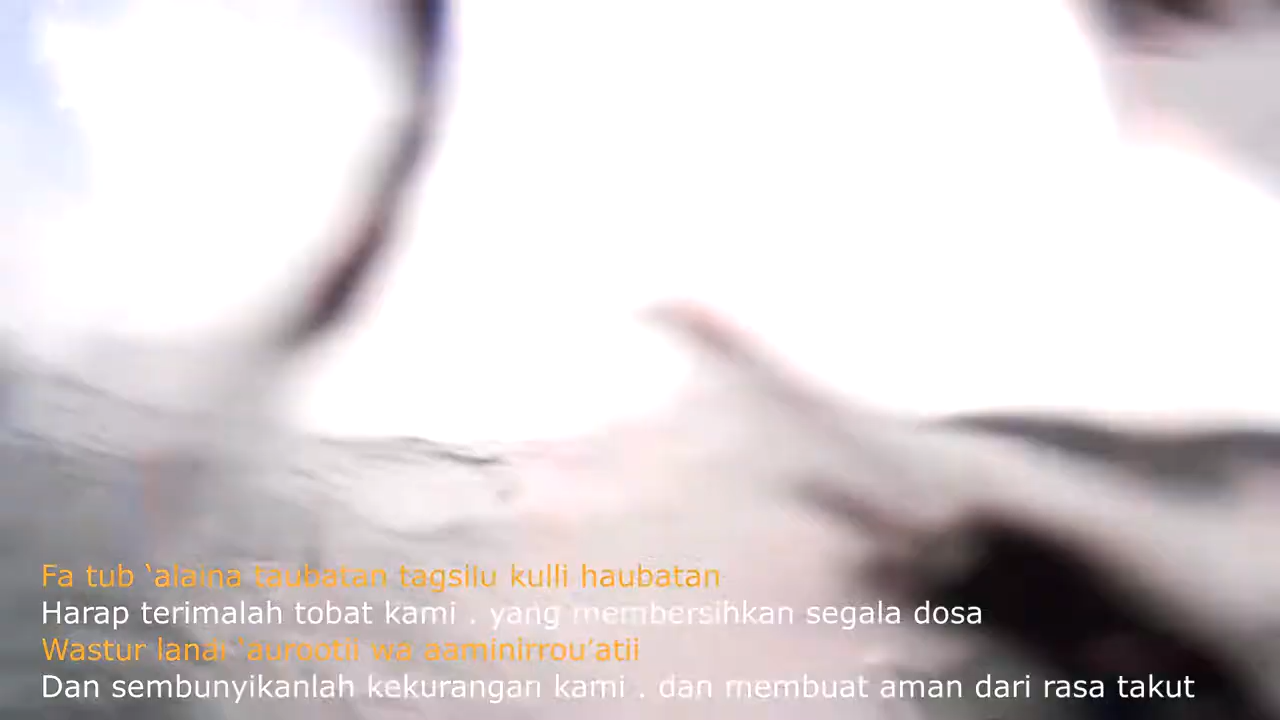 Fa tub ‘alaina taubatan tagsilu kulli haubatan
Harap terimalah tobat kami . yang membersihkan segala dosa
Wastur lanal ‘aurootii wa aaminirrou’atii
Dan sembunyikanlah kekurangan kami . dan membuat aman dari rasa takut